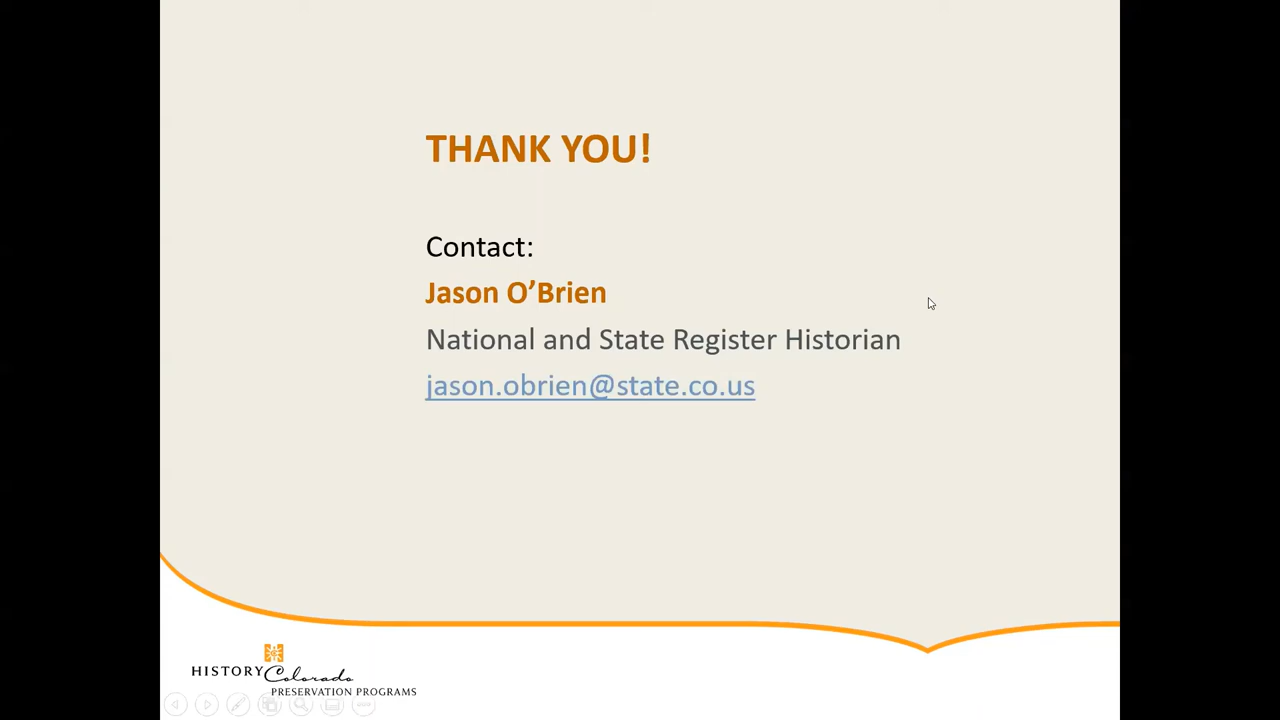 THANK YOU!
Contact:
Jason O’Brien
National and State Register Historian
jason.obrien@state.co.us
HISTORY Colorado
PRESERVATION PROGRAMS